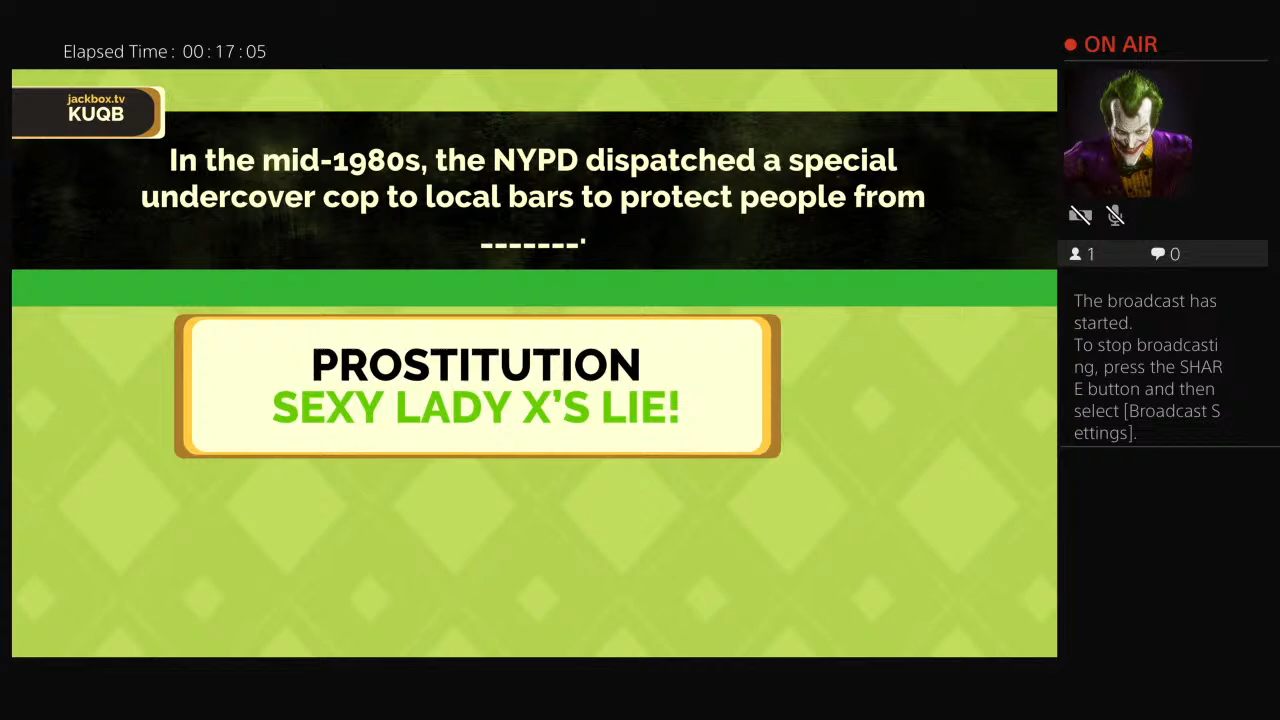 Elapsed Time: 00:17:05
ON AIR
jackbox.tv
KUQB
In the mid-1980s, the NYPD dispatched a special
undercover cop to local bars to protect people from
_______.
PROSTITUTION
SEXY LADY X'S LIE!
1
0
The broadcast has
started.
To stop broadcasti
ng, press the SHAR
E button and then
select [Broadcast S
ettings].